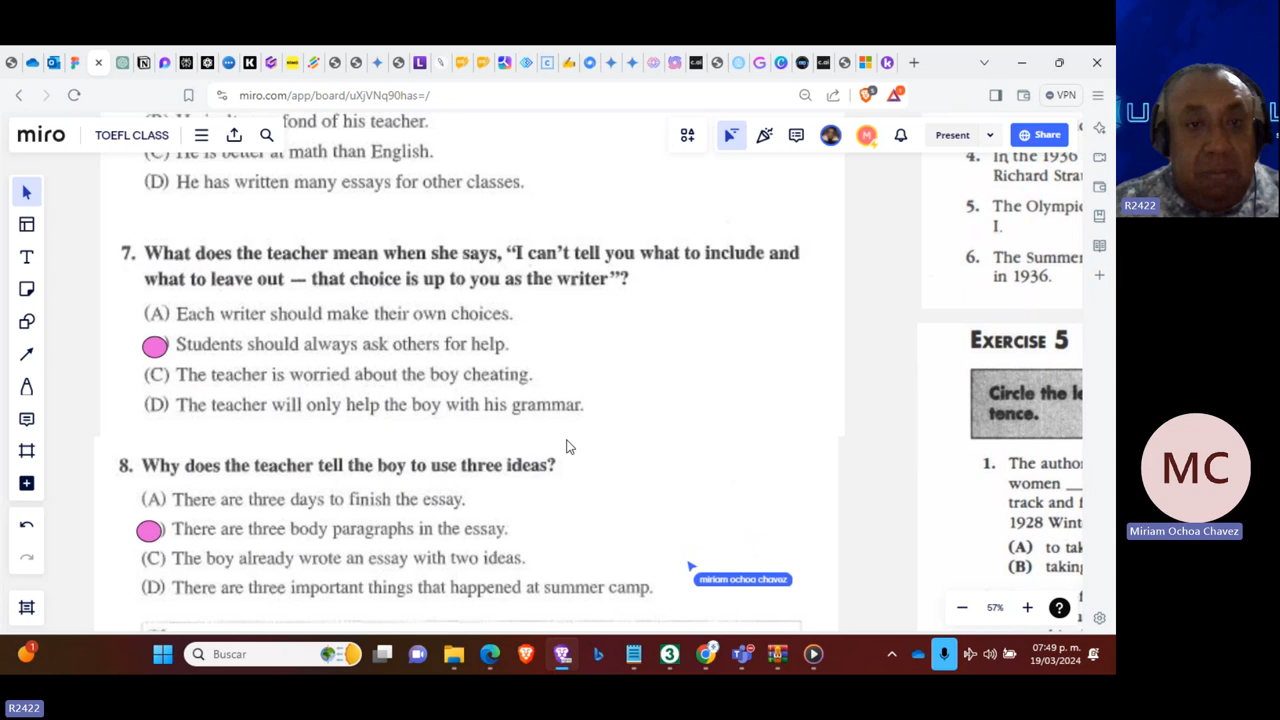 miro.com/app/board/uXjVNq90has=/
VPN
miro
TOEFL CLASS
Present
Share
fond of his teacher.
(C) He is better at math than English.
(D) He has written many essays for other classes.
7. What does the teacher mean when she says, “I can’t tell you what to include and
what to leave out — that choice is up to you as the writer”?
(A) Each writer should make their own choices.
) Students should always ask others for help.
(C) The teacher is worried about the boy cheating.
(D) The teacher will only help the boy with his grammar.
8. Why does the teacher tell the boy to use three ideas?
(A) There are three days to finish the essay.
) There are three body paragraphs in the essay.
(C) The boy already wrote an essay with two ideas.
(D) There are three important things that happened at summer camp.
miriam ochoa chavez
4. In the 1936
Richard Stra
5. The Olympi
I.
6. The Summe
in 1936.
EXERCISE 5
Circle the le
tence.
1. The autho
women __
track and f
1928 Wint
(A) to tak
(B) taking
57%
R2422
MC
Miriam Ochoa Chavez
Buscar
07:49 p. m.
19/03/2024
R2422